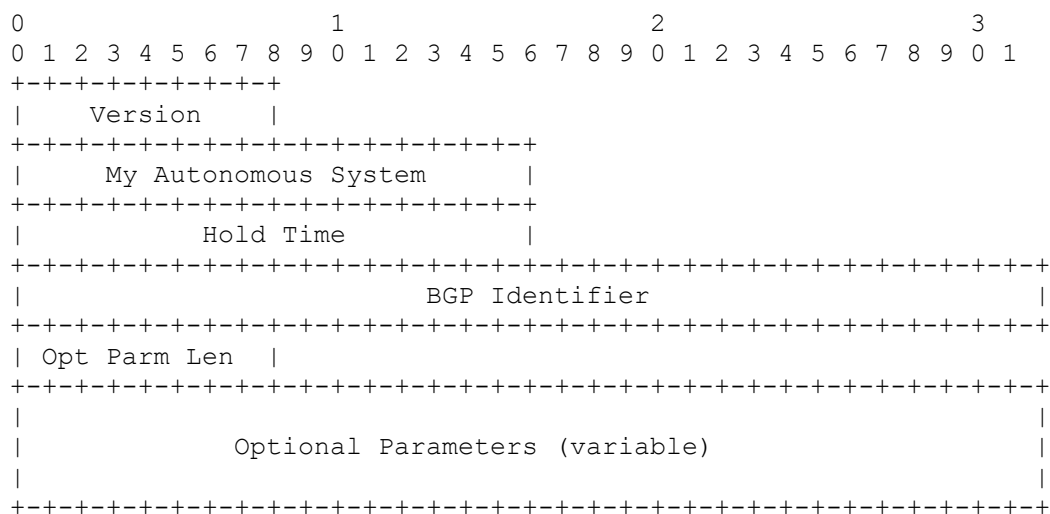 0                   1                   2                   3
0 1 2 3 4 5 6 7 8 9 0 1 2 3 4 5 6 7 8 9 0 1 2 3 4 5 6 7 8 9 0 1
+-+-+-+-+-+-+-+-+
|    Version    |
+-+-+-+-+-+-+-+-+-+-+-+-+-+-+-+-+
|     My Autonomous System      |
+-+-+-+-+-+-+-+-+-+-+-+-+-+-+-+-+
|           Hold Time           |
+-+-+-+-+-+-+-+-+-+-+-+-+-+-+-+-+-+-+-+-+-+-+-+-+-+-+-+-+-+-+-+-+
|                         BGP Identifier                        |
+-+-+-+-+-+-+-+-+-+-+-+-+-+-+-+-+-+-+-+-+-+-+-+-+-+-+-+-+-+-+-+-+
| Opt Parm Len  |
+-+-+-+-+-+-+-+-+-+-+-+-+-+-+-+-+-+-+-+-+-+-+-+-+-+-+-+-+-+-+-+-+
|                                                               |
|             Optional Parameters (variable)                    |
|                                                               |
+-+-+-+-+-+-+-+-+-+-+-+-+-+-+-+-+-+-+-+-+-+-+-+-+-+-+-+-+-+-+-+-+